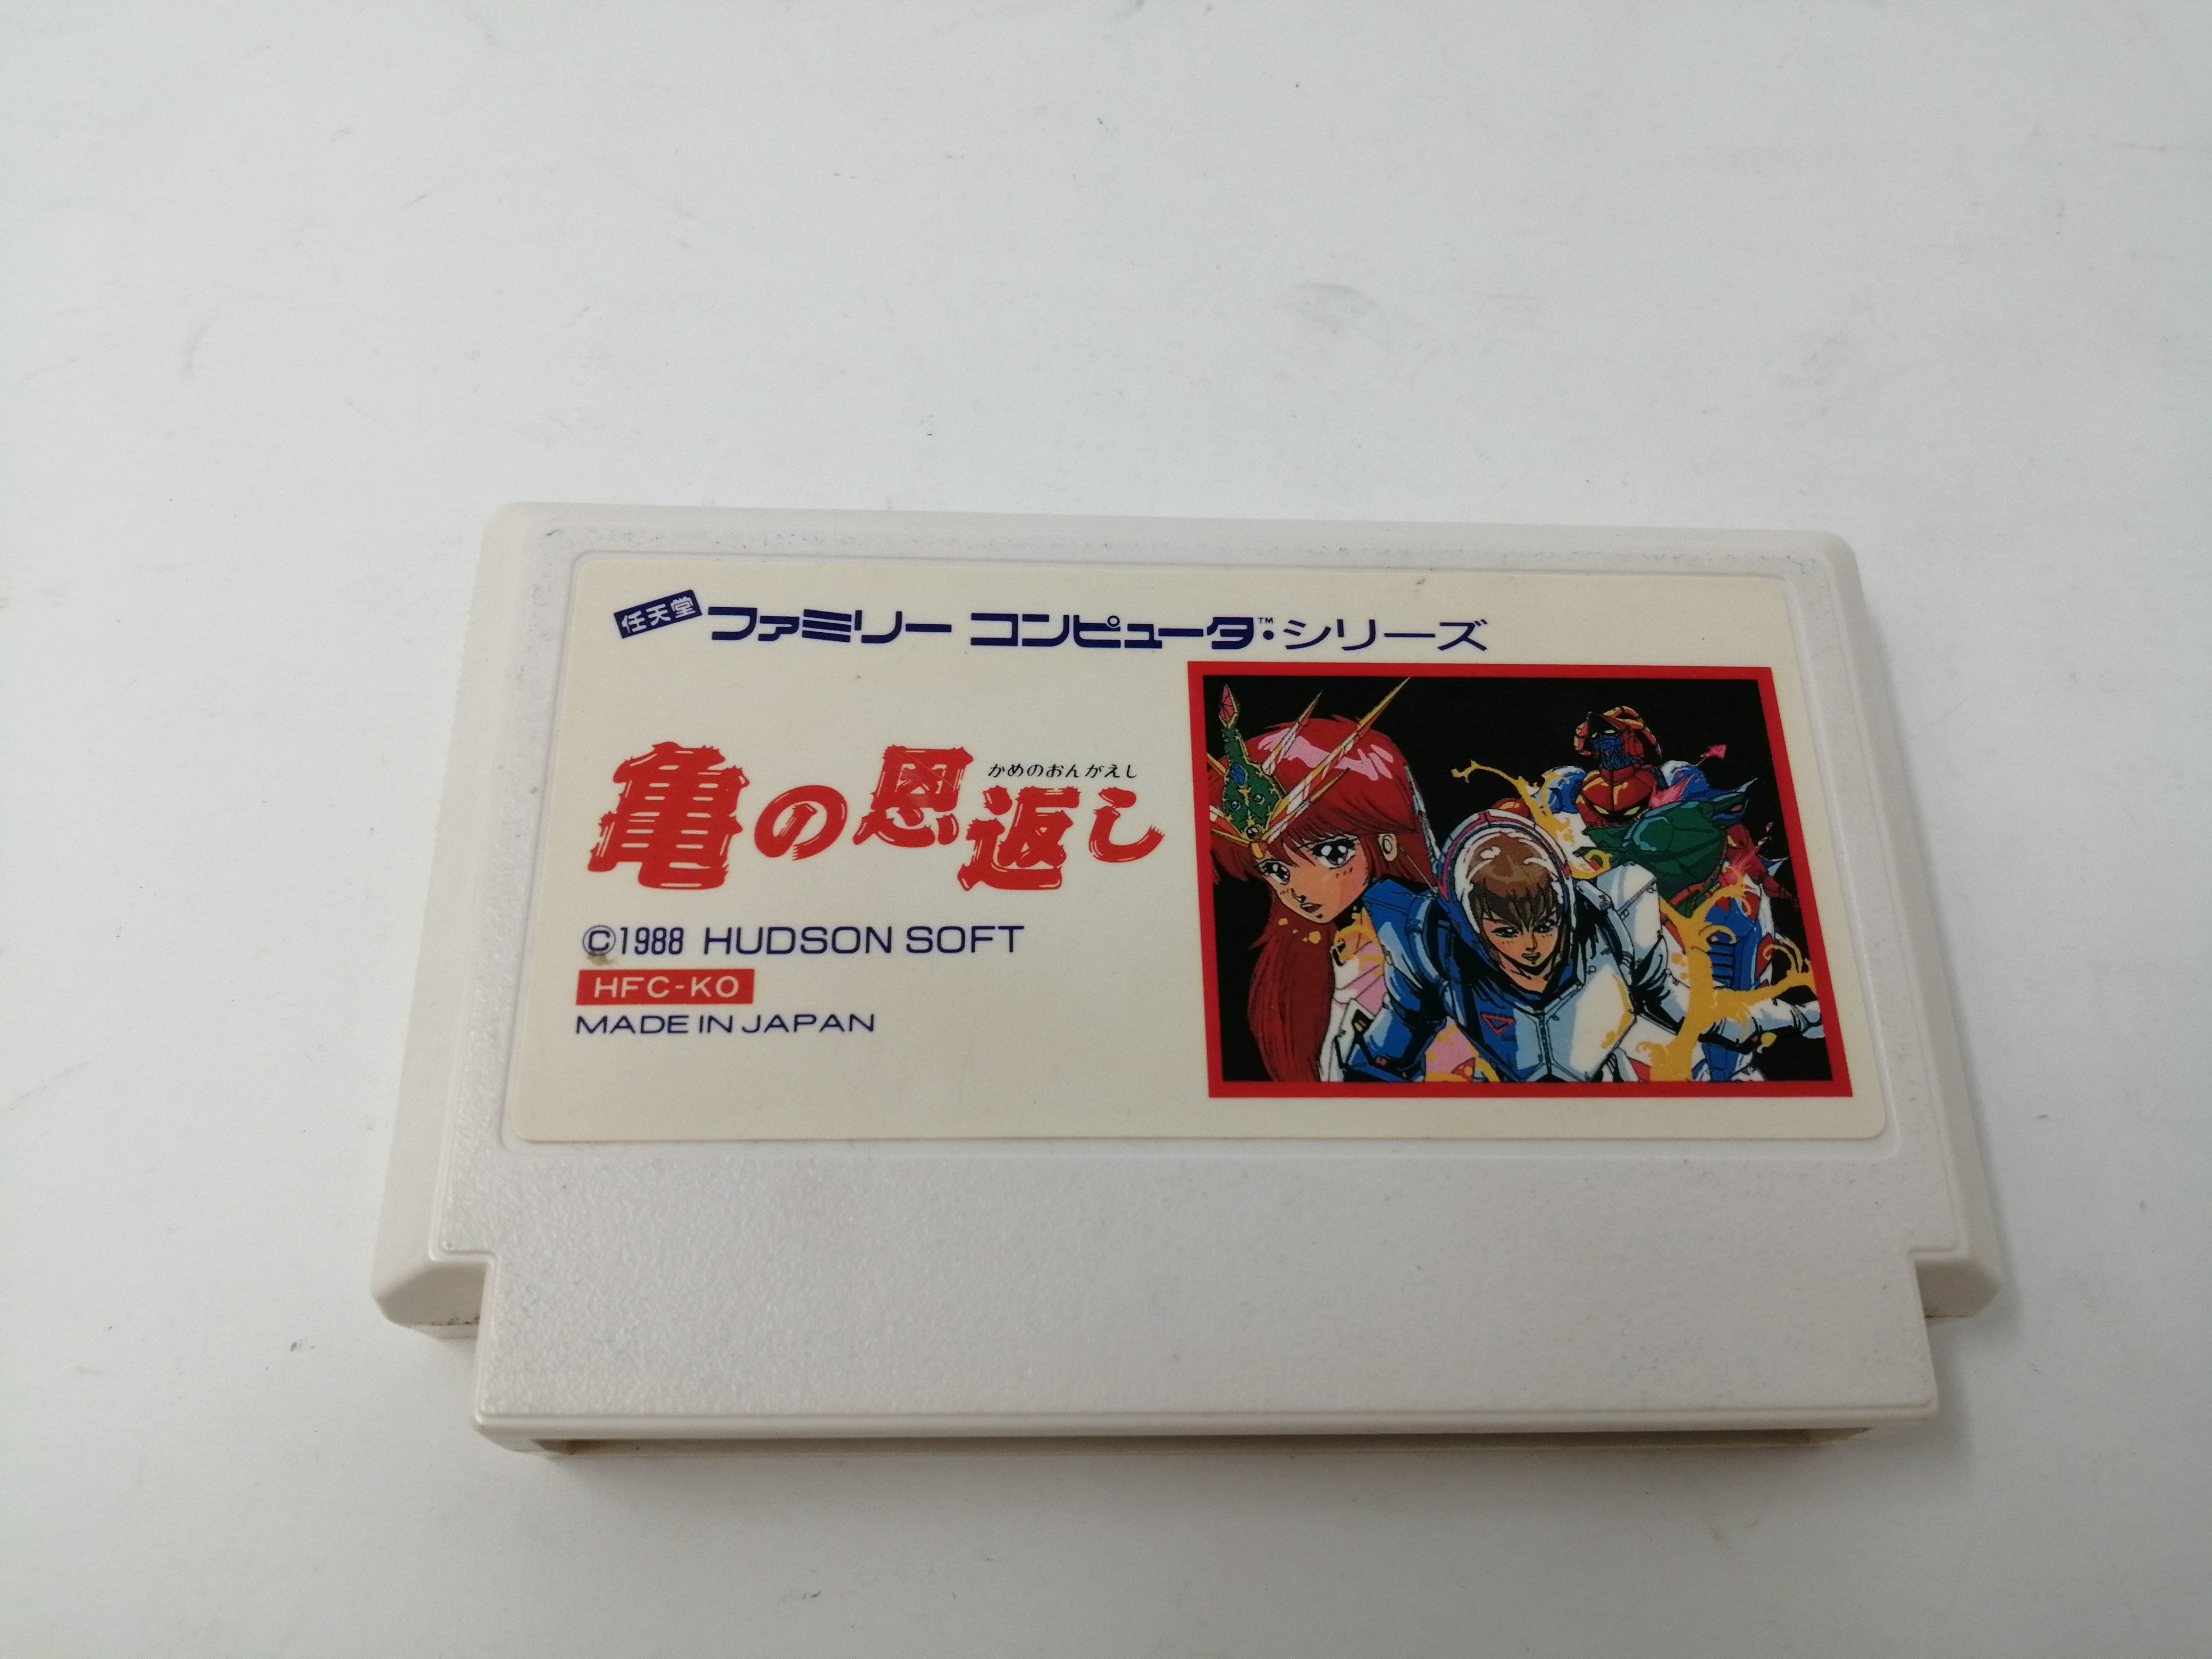 任天堂 ファミリー コンピュータ™・シリーズ
かめのおんがえし
亀の恩返し
©1988 HUDSON SOFT
HFC-KO
MADE IN JAPAN